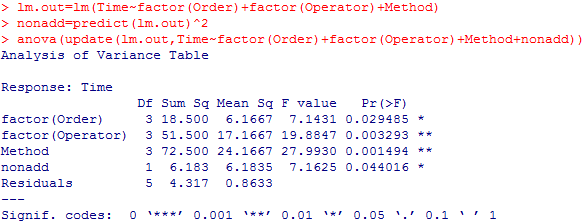 > lm.out=lm(Time~factor(Order)+factor(Operator)+Method)
> nonadd=predict(lm.out)^2
> anova(update(lm.out,Time~factor(Order)+factor(Operator)+Method+nonadd))
Analysis of Variance Table
Response: Time
Df Sum Sq Mean Sq F value Pr(>F)
factor(Order) 3 18.500 6.1667 7.1431 0.029485 *
factor(Operator) 3 51.500 17.1667 19.8847 0.003293 **
Method 3 72.500 24.1667 27.9930 0.001494 **
nonadd 1 6.183 6.1835 7.1625 0.044016 *
Residuals 5 4.317 0.8633
---
Signif. codes: 0 ‘***’ 0.001 ‘**’ 0.01 ‘*’ 0.05 ‘.’ 0.1 ‘ ’ 1